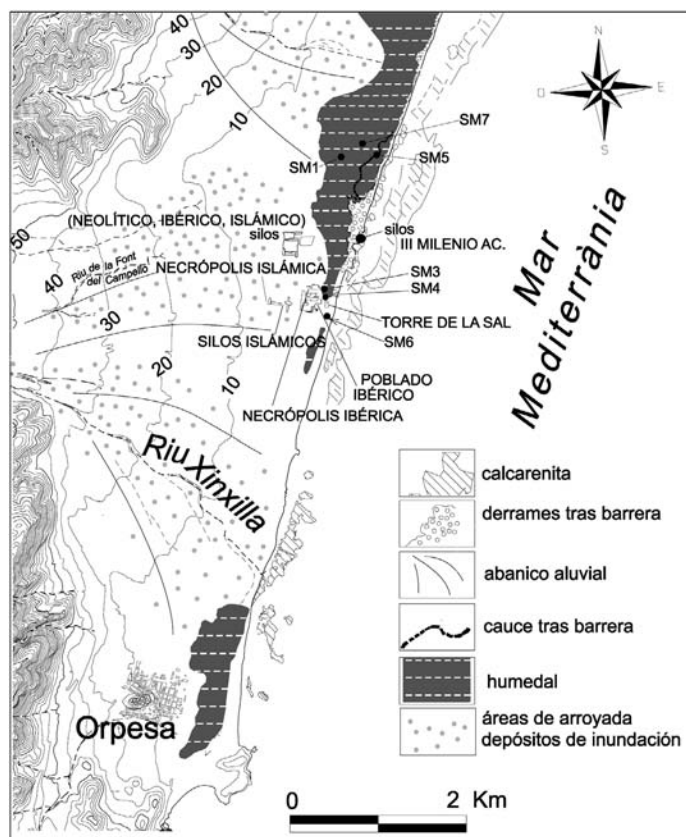 40
30
20
10
N
O
E
S
SM7
SM1
SM5
(NEOLÍTICO, IBÉRICO, ISLÁMICO)
silos
silos
III MILENIO AC.
50
40
30
20
10
Riu de la Font
del Campello
NECRÓPOLIS ISLÁMICA
SM3
SM4
TORRE DE LA SAL
SILOS ISLÁMICOS
SM6
POBLADO
IBÉRICO
NECRÓPOLIS IBÉRICA
Mar
Mediterrània
Riu Xinxilla
Orpesa
calcarenita
derrames tras barrera
abanico aluvial
cauce tras barrera
humedal
áreas de arroyada
depósitos de inundación
0 2 Km